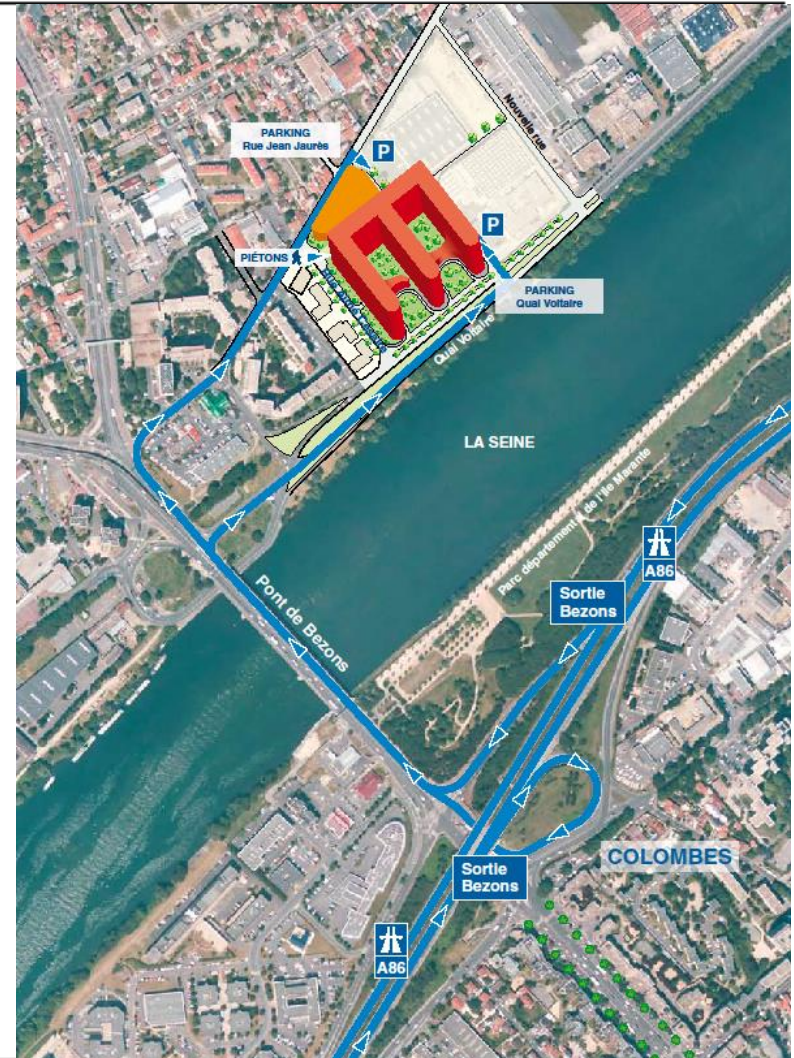 Nouvelle rue
PARKING
Rue Jean Jaurès
P
P
PIÉTONS
PARKING
Quai Voltaire
Quai Voltaire
LA SEINE
Parc départemental de l'île Marante
A86
Sortie
Bezons
Pont de Bezons
COLOMBES
Sortie
Bezons
A86